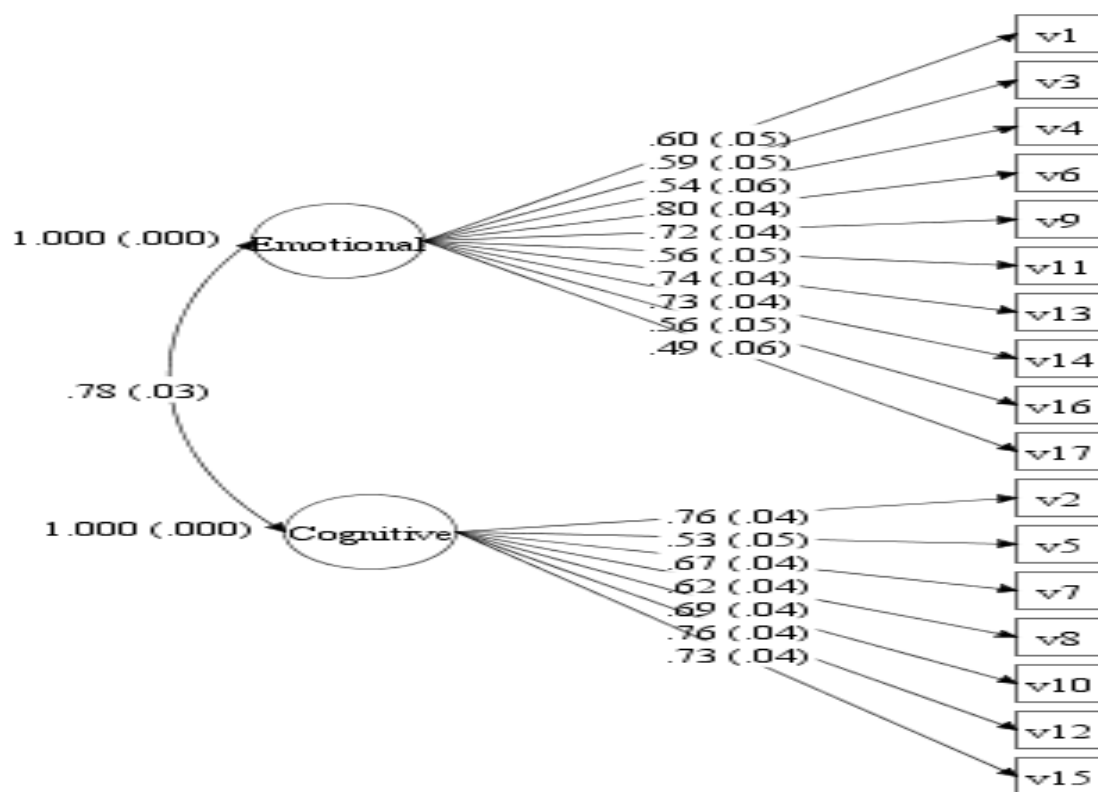 v1
v3
v4
v6
v9
v11
v13
v14
v16
v17
v2
v5
v7
v8
v10
v12
v15
.60 (.05)
.59 (.05)
.54 (.06)
.80 (.04)
.72 (.04)
.56 (.05)
.74 (.04)
.73 (.04)
.56 (.05)
.49 (.06)
1.000 (.000)
Emotional
.78 (.03)
1.000 (.000)
Cognitive
.76 (.04)
.53 (.05)
.67 (.04)
.62 (.04)
.69 (.04)
.76 (.04)
.73 (.04)